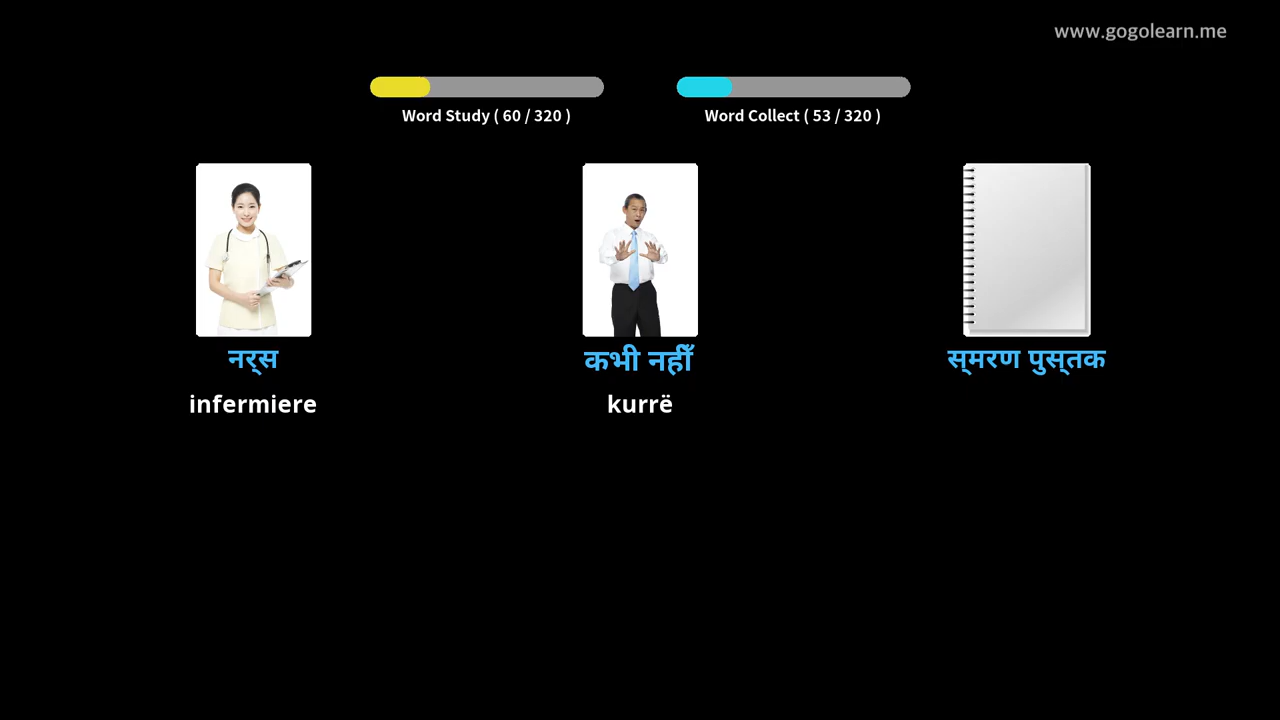 www.gogolearn.me
Word Study ( 60 / 320 )
Word Collect ( 53 / 320 )
नर्‌स
कभी नहीँ
स्‌मरण पुस्‌तक
infermiere
kurrë